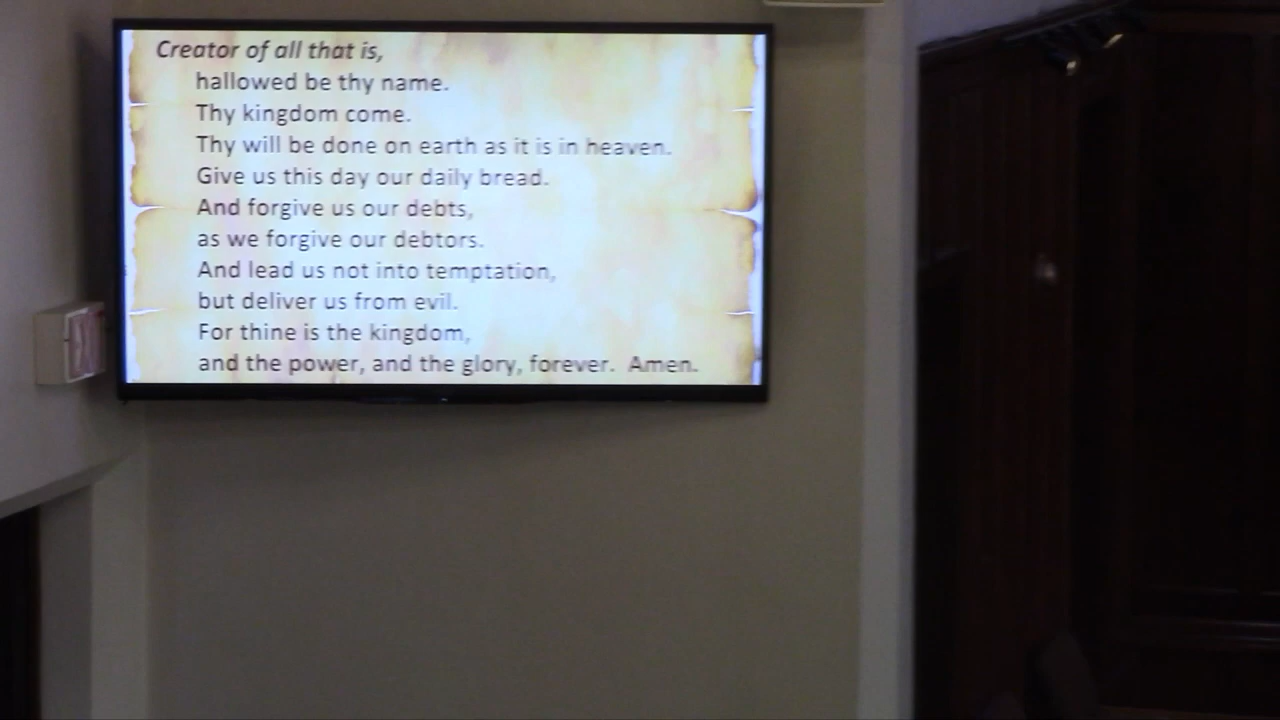 Creator of all that is,
hallowed be thy name.
Thy kingdom come.
Thy will be done on earth as it is in heaven.
Give us this day our daily bread.
And forgive us our debts,
as we forgive our debtors.
And lead us not into temptation,
but deliver us from evil.
For thine is the kingdom,
and the power, and the glory, forever. Amen.